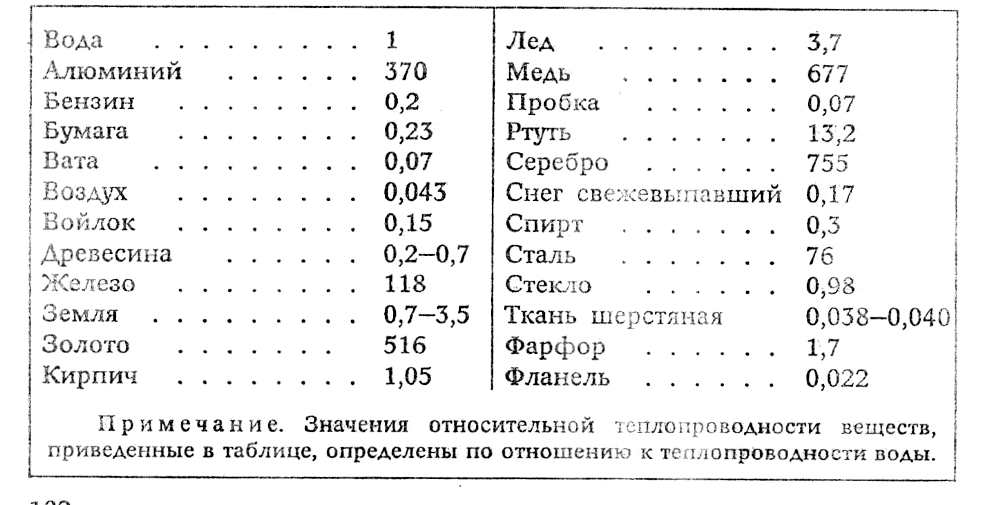 Вода . . . . . . . . . 1
Алюминий . . . . . . 370
Бензин . . . . . . . . 0,2
Бумага . . . . . . . . 0,23
Вата . . . . . . . . . 0,07
Воздух . . . . . . . . 0,043
Войлок . . . . . . . . 0,15
Древесина . . . . . . 0,2—0,7
Железо . . . . . . . . 118
Земля . . . . . . . . . 0,7—3,5
Золото . . . . . . . 516
Кирпич . . . . . . . . 1,05
Лед . . . . . . . . 3,7
Медь . . . . . . . 677
Пробка . . . . . . 0,07
Ртуть . . . . . . . 13,2
Серебро . . . . . . 755
Снег свежевыпавший 0,17
Спирт . . . . . . . 0,3
Сталь . . . . . . . 76
Стекло . . . . . . 0,98
Ткань шерстяная 0,038—0,040
Фарфор . . . . . . 1,7
Фланель . . . . . . 0,022
Примечание. Значения относительной теплопроводности веществ,
приведенные в таблице, определены по отношению к теплопроводности воды.